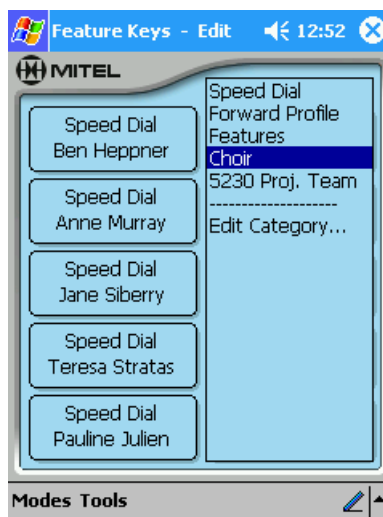 Feature Keys - Edit 12:52
MITEL
Speed Dial
Ben Heppner
Speed Dial
Anne Murray
Speed Dial
Jane Siberry
Speed Dial
Teresa Stratas
Speed Dial
Pauline Julien
Speed Dial
Forward Profile
Features
Choir
5230 Proj. Team
--------------------
Edit Category...
Modes Tools